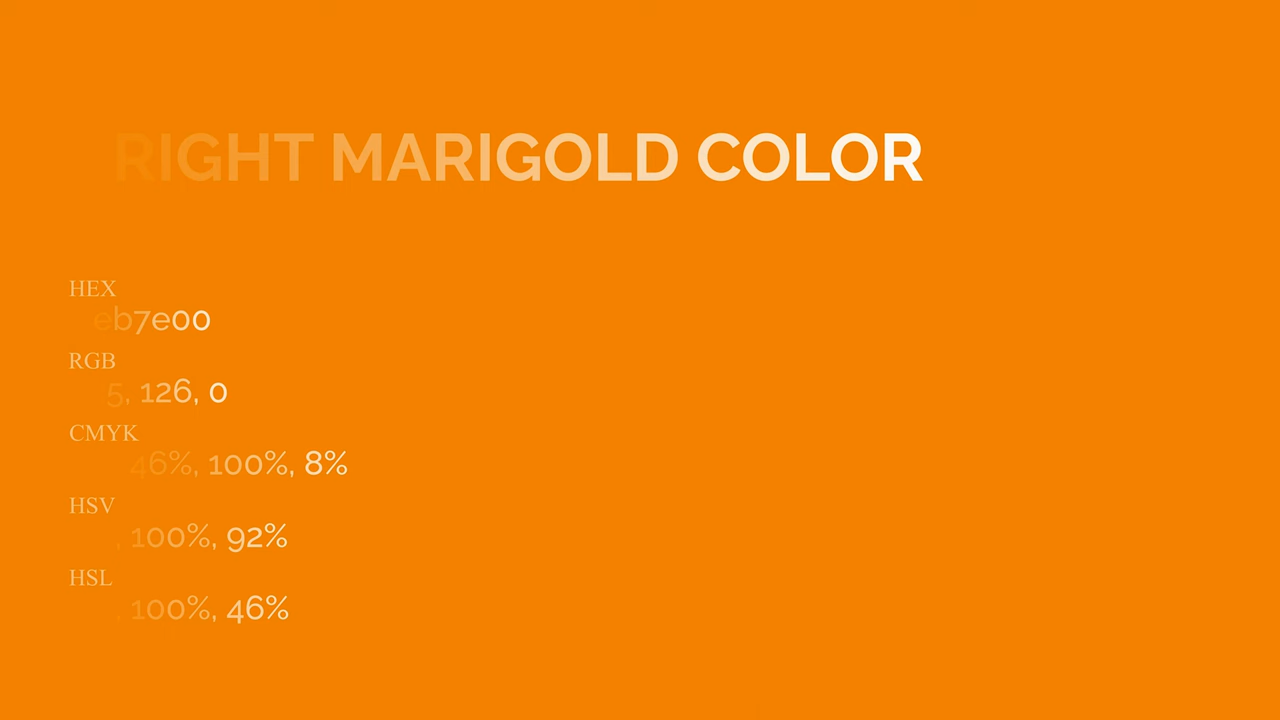 RIGHT MARIGOLD COLOR
HEX
eb7e00
RGB
5, 126, 0
CMYK
46%, 100%, 8%
HSV
, 100%, 92%
HSL
, 100%, 46%